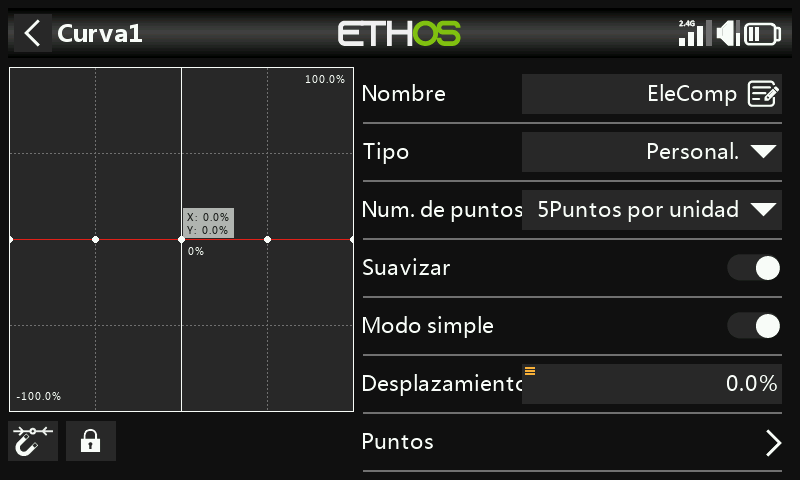 Curva1
ETHOS
2.4G
100.0%
X: 0.0%
Y: 0.0%
0%
-100.0%
Nombre
EleComp
Tipo
Personal.
Num. de puntos
5Puntos por unidad
Suavizar
Modo simple
Desplazamiento
0.0%
Puntos